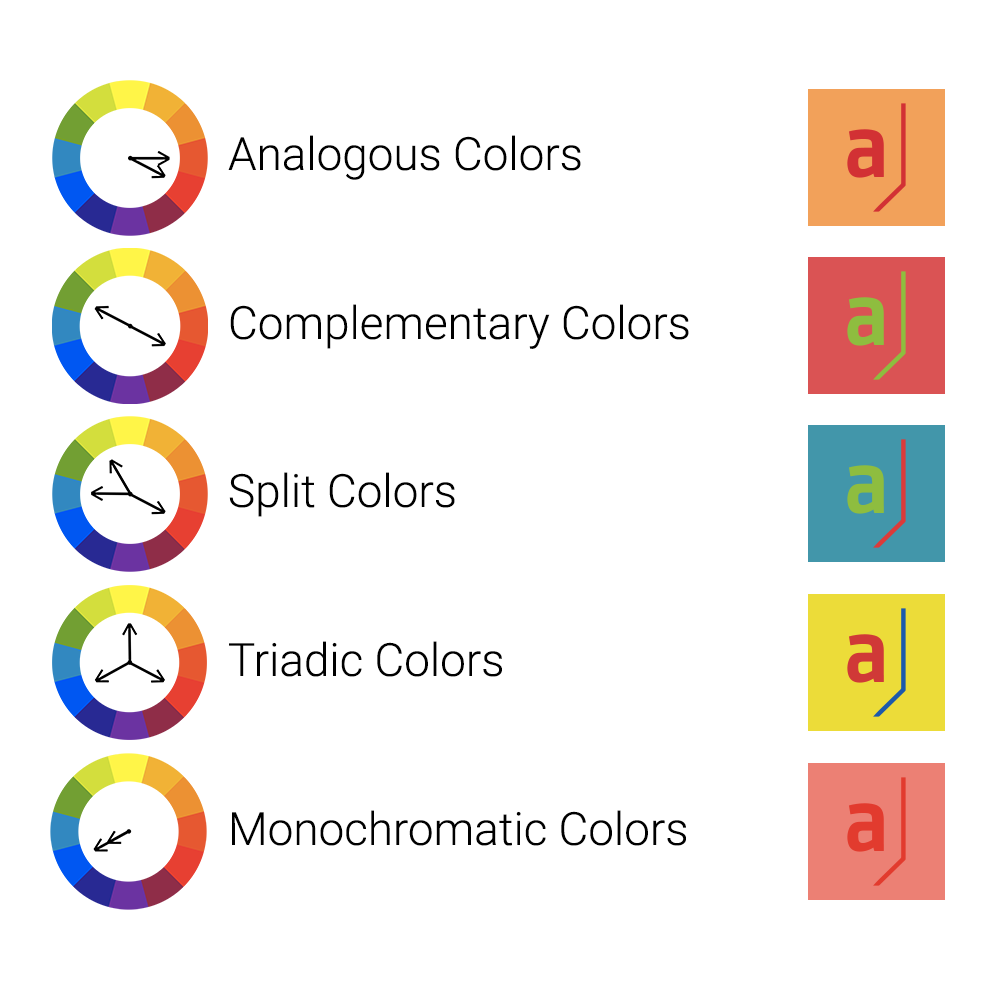 Analogous Colors
a
Complementary Colors
a
Split Colors
a
Triadic Colors
a
Monochromatic Colors
a